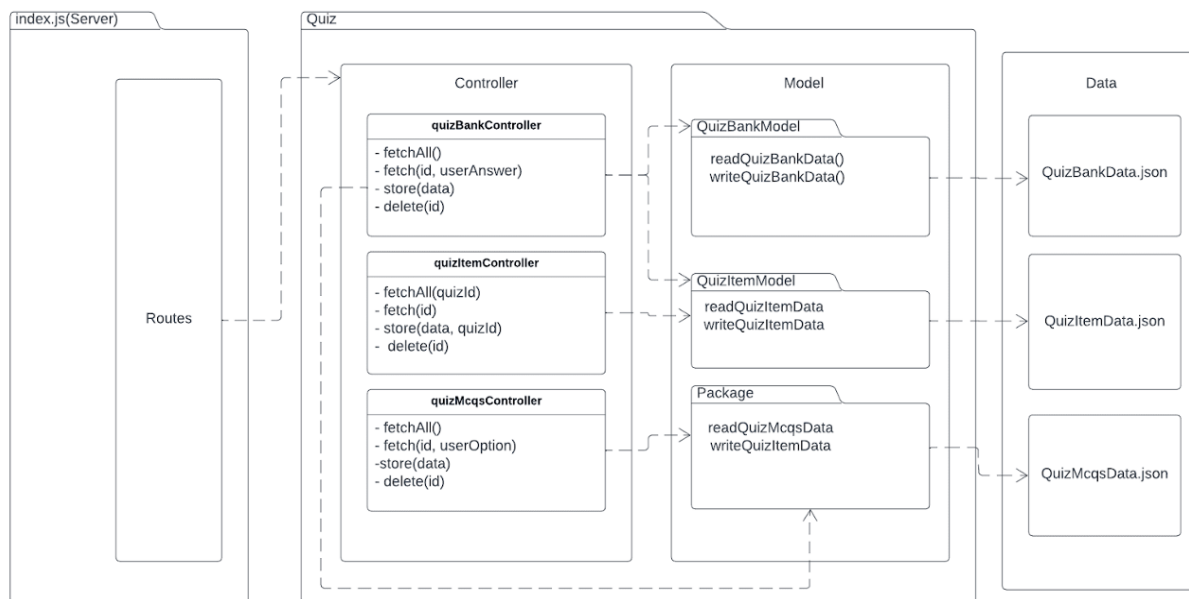 index.js(Server)
Routes
Quiz
Controller
quizBankController
- fetchAll()
- fetch(id, userAnswer)
- store(data)
- delete(id)
quizItemController
- fetchAll(quizId)
- fetch(id)
- store(data, quizId)
- delete(id)
quizMcqsController
- fetchAll()
- fetch(id, userOption)
-store(data)
- delete(id)
Model
QuizBankModel
readQuizBankData()
writeQuizBankData()
QuizItemModel
readQuizItemData
writeQuizItemData
Package
readQuizMcqsData
writeQuizItemData
Data
QuizBankData.json
QuizItemData.json
QuizMcqsData.json